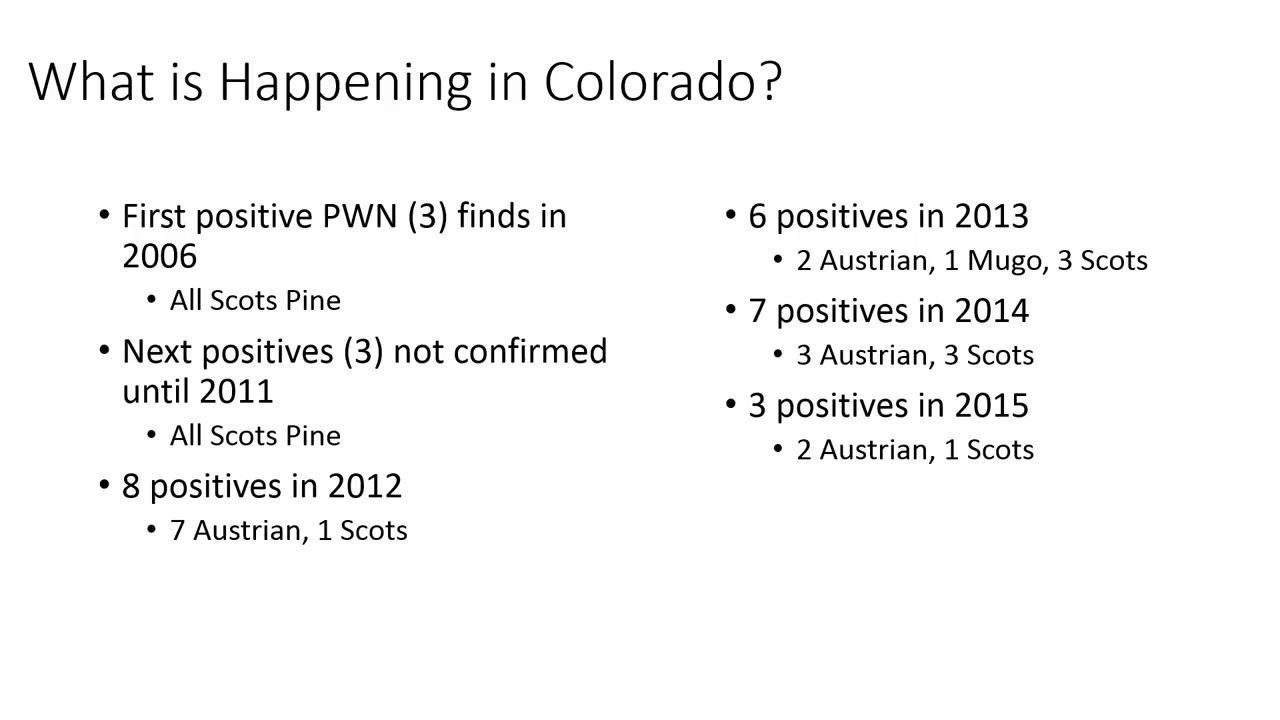 What is Happening in Colorado?
• First positive PWN (3) finds in
2006
• All Scots Pine
• Next positives (3) not confirmed
until 2011
• All Scots Pine
• 8 positives in 2012
• 7 Austrian, 1 Scots
• 6 positives in 2013
• 2 Austrian, 1 Mugo, 3 Scots
• 7 positives in 2014
• 3 Austrian, 3 Scots
• 3 positives in 2015
• 2 Austrian, 1 Scots